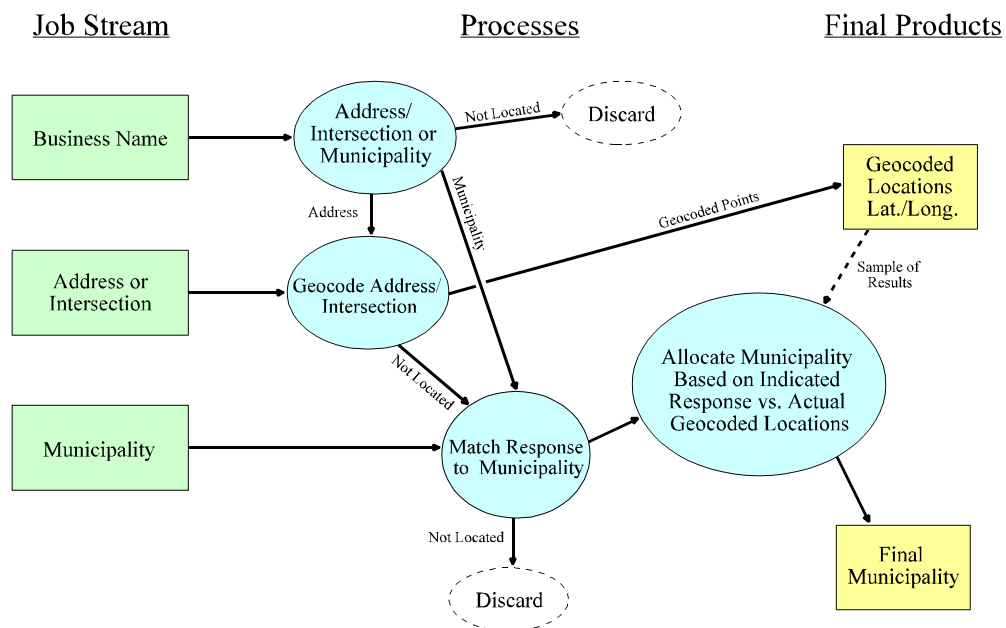 Job Stream
Processes
Final Products
Business Name
Address/
Intersection or
Municipality
Not Located
Discard
Municipality
Address
Geocoded Points
Geocoded
Locations
Lat./Long.
Address or
Intersection
Geocode Address/
Intersection
Sample of
Results
Not Located
Allocate Municipality
Based on Indicated
Response vs. Actual
Geocoded Locations
Municipality
Match Response
to Municipality
Not Located
Discard
Final
Municipality